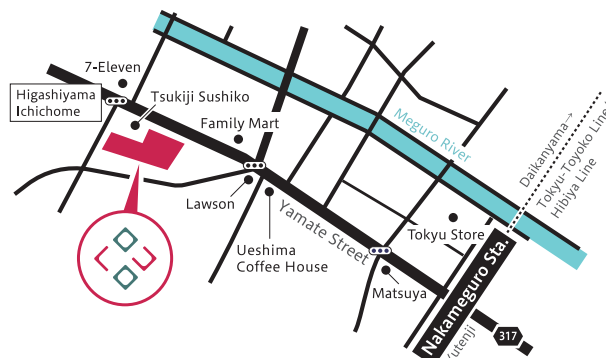 7-Eleven
Higashiyama
Ichichome
Tsukiji Sushiko
Family Mart
Lawson
Ueshima
Coffee House
Yamate Street
Meguro River
Tokyu Store
Matsuya
Daikanyama→
Tokyu-Toyoko Line
Hibiya Line
Nakameguro Sta.
317